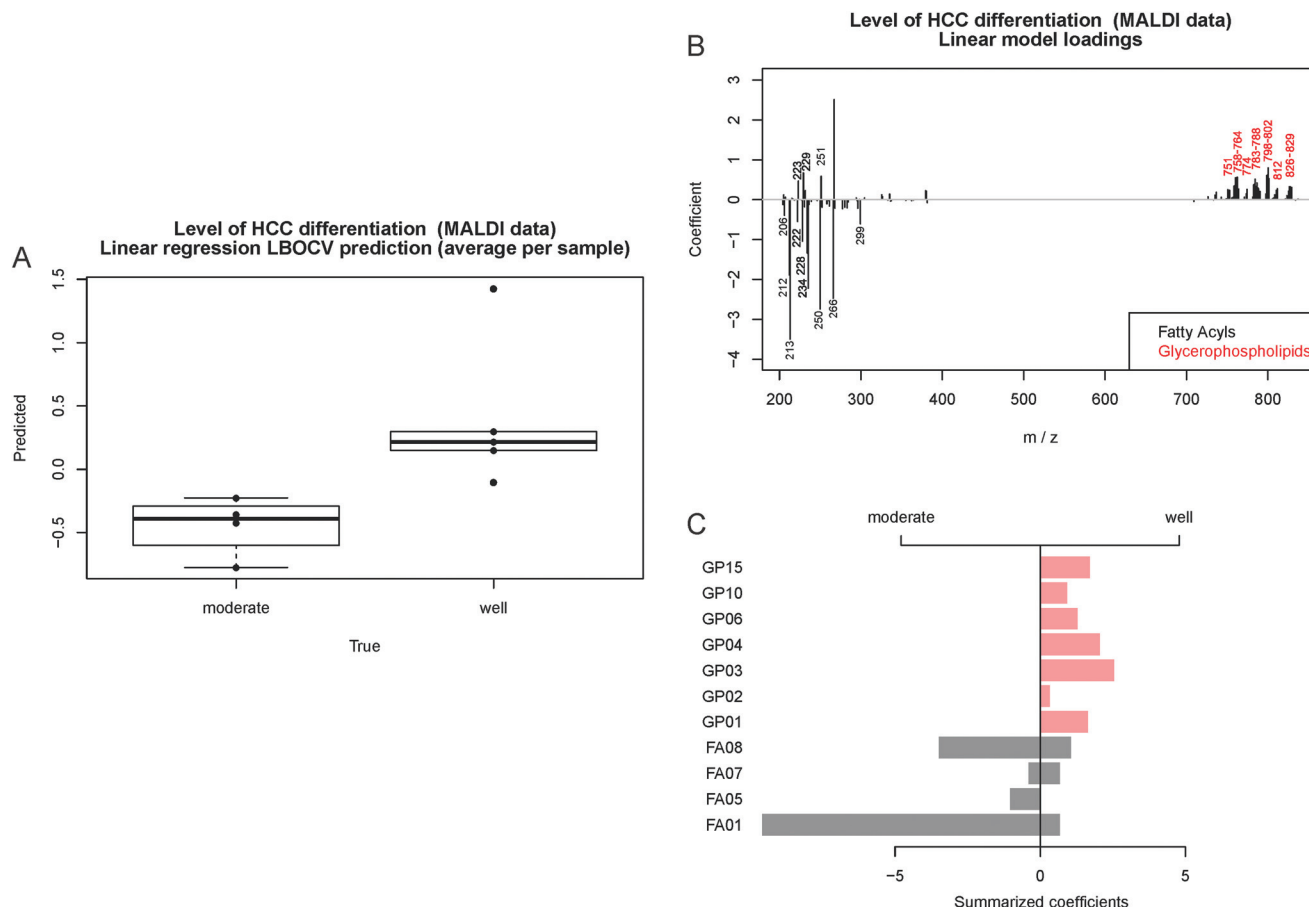 A
Level of HCC differentiation (MALDI data)
Linear regression LBOCV prediction (average per sample)
Predicted
1.5
1.0
0.5
0.0
−0.5
moderate
well
True
B
Level of HCC differentiation (MALDI data)
Linear model loadings
Coefficient
3
2
1
0
−1
−2
−3
−4
206
212
213
222
223
228
229
234
250
251
266
299
751
758-764
774
783-788
798-802
812
826-829
Fatty Acyls
Glycerophospholipids
200 300 400 500 600 700 800
m / z
C
moderate well
GP15
GP10
GP06
GP04
GP03
GP02
GP01
FA08
FA07
FA05
FA01
−5 0 5
Summarized coefficients